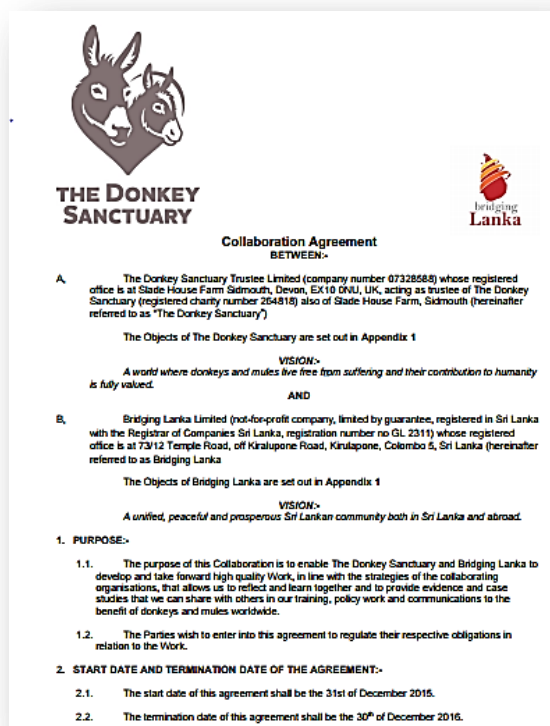 THE DONKEY
SANCTUARY
bridging
Lanka
Collaboration Agreement
BETWEEN:-
A, The Donkey Sanctuary Trustee Limited (company number 07328588) whose registered
office is at Slade House Farm Sidmouth, Devon, EX10 0NU, UK, acting as trustee of The Donkey
Sanctuary (registered charity number 264818) also of Slade House Farm, Sidmouth (hereinafter
referred to as "The Donkey Sanctuary")
The Objects of The Donkey Sanctuary are set out in Appendix 1
VISION:-
A world where donkeys and mules live free from suffering and their contribution to humanity
is fully valued.
AND
B, Bridging Lanka Limited (not-for-profit company, limited by guarantee, registered in Sri Lanka
with the Registrar of Companies Sri Lanka, registration number no GL 2311) whose registered
office is at 73/12 Temple Road, off Kiralupone Road, Kirulapone, Colombo 5, Sri Lanka (hereinafter
referred to as Bridging Lanka
The Objects of Bridging Lanka are set out in Appendix 1
VISION:-
A unified, peaceful and prosperous Sri Lankan community both in Sri Lanka and abroad.
1. PURPOSE:-
1.1. The purpose of this Collaboration is to enable The Donkey Sanctuary and Bridging Lanka to
develop and take forward high quality Work, in line with the strategies of the collaborating
organisations, that allows us to reflect and learn together and to provide evidence and case
studies that we can share with others in our training, policy work and communications to the
benefit of donkeys and mules worldwide.
1.2. The Parties wish to enter into this agreement to regulate their respective obligations in
relation to the Work.
2. START DATE AND TERMINATION DATE OF THE AGREEMENT:-
2.1. The start date of this agreement shall be the 31st of December 2015.
2.2. The termination date of this agreement shall be the 30th of December 2016.